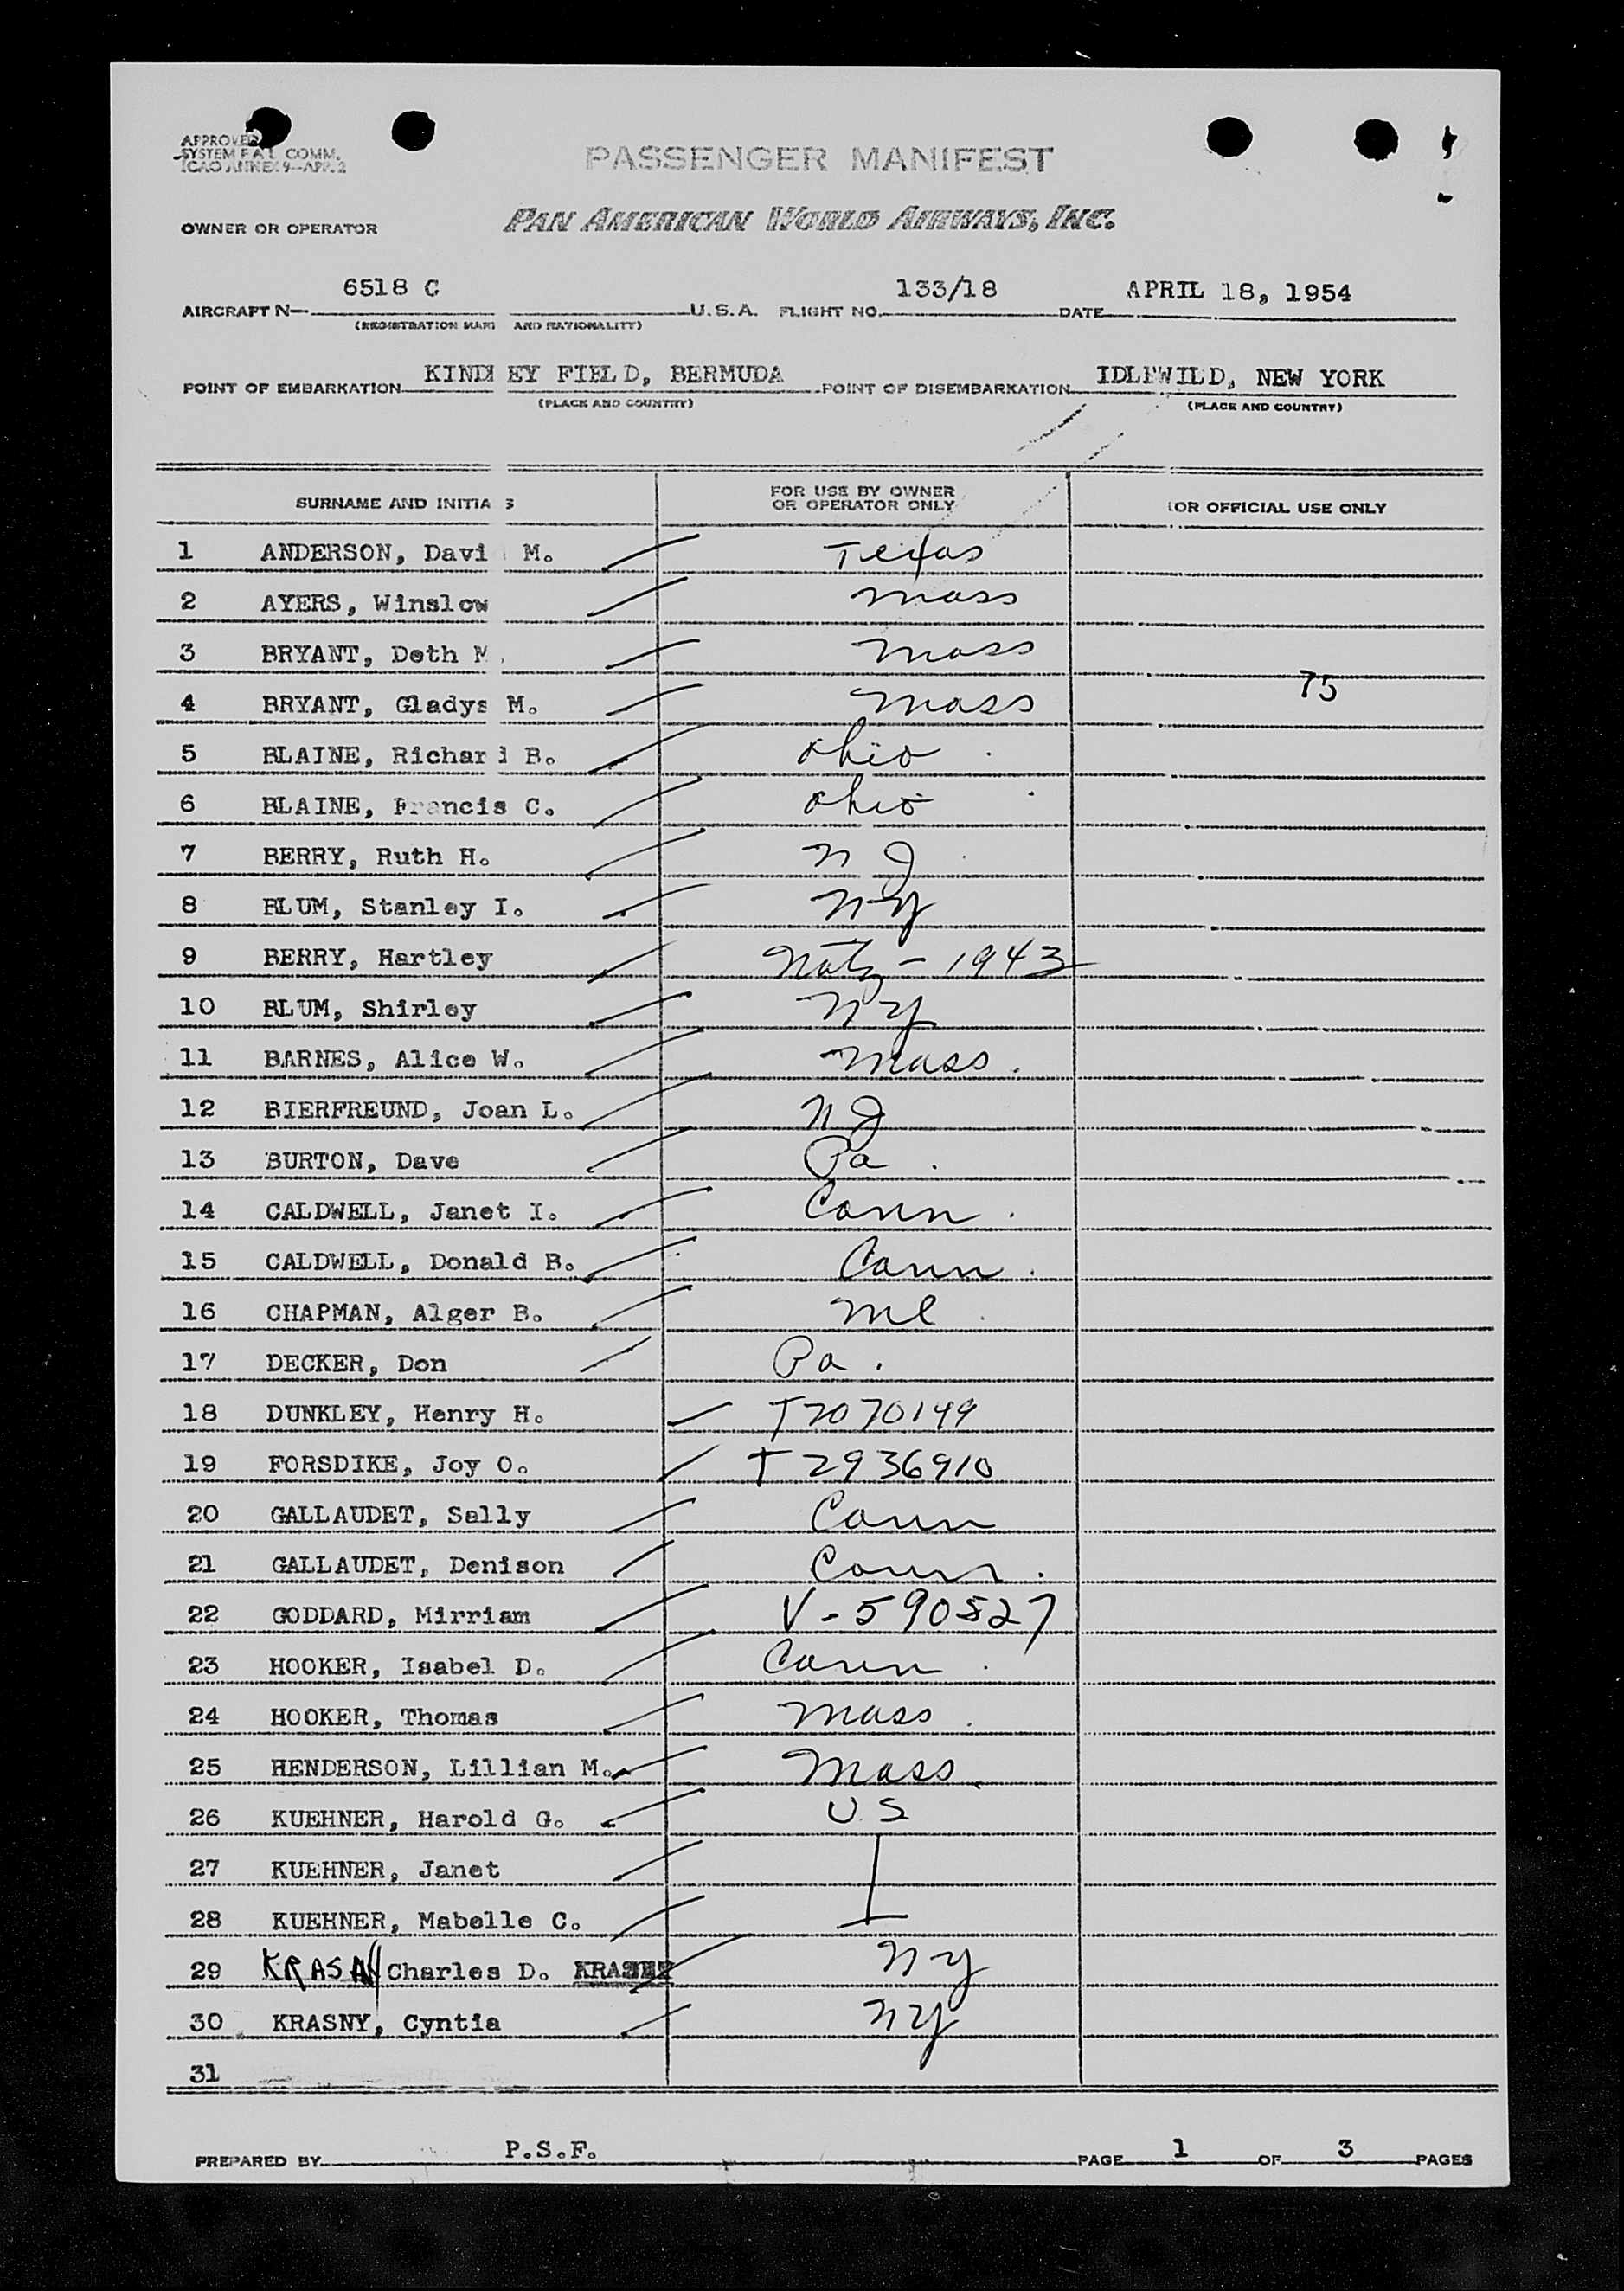 APPROVED
SYSTEM F.A.L. COMM.
ICAO ANNEX 9-APP. 2
PASSENGER MANIFEST
OWNER OR OPERATOR PAN AMERICAN WORLD AIRWAYS, INC.
AIRCRAFT N- 6518 C U.S.A. FLIGHT NO. 133/18 DATE APRIL 18, 1954
(REGISTRATION MARK AND NATIONALITY)
POINT OF EMBARKATION KINDLEY FIELD, BERMUDA POINT OF DISEMBARKATION IDLEWILD, NEW YORK
(PLACE AND COUNTRY) (PLACE AND COUNTRY)
SURNAME AND INITIALS FOR USE BY OWNER OR OPERATOR ONLY FOR OFFICIAL USE ONLY
1 ANDERSON, Davi M. Texas
2 AYERS, Winslow Mass
3 BRYANT, Deth M Mass
4 BRYANT, Gladys M. Mass 75
5 BLAINE, Richard B. Ohio
6 BLAINE, Francis C. Ohio
7 BERRY, Ruth H. NJ
8 BLUM, Stanley I. NY
9 BERRY, Hartley Natz - 1943
10 BLUM, Shirley NY
11 BARNES, Alice W. Mass.
12 BIERFREUND, Joan L. NJ
13 BURTON, Dave Pa.
14 CALDWELL, Janet I. Conn.
15 CALDWELL, Donald B. Conn.
16 CHAPMAN, Alger B. Me
17 DECKER, Don Pa.
18 DUNKLEY, Henry H. T2070149
19 FORSDIKE, Joy O. T2936910
20 GALLAUDET, Sally Conn
21 GALLAUDET, Denison Conn.
22 GODDARD, Mirriam V-590527
23 HOOKER, Isabel D. Conn.
24 HOOKER, Thomas Mass.
25 HENDERSON, Lillian M. Mass.
26 KUEHNER, Harold G. US
27 KUEHNER, Janet
28 KUEHNER, Mabelle C.
29 Charles D. NY
30 KRASNY, Cyntia NY
31
PREPARED BY P.S.F. PAGE 1 OF 3 PAGES